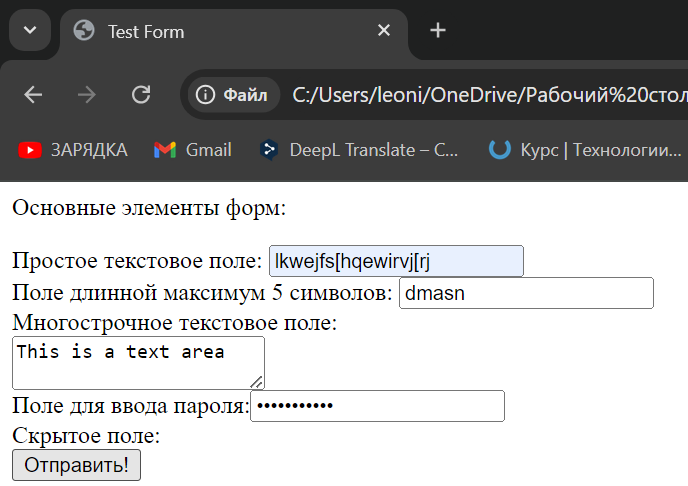 Test Form
Файл C:/Users/leoni/OneDrive/Рабочий%20стол
ЗАРЯДКА Gmail DeepL Translate – С... Курс | Технологии...
Основные элементы форм:
Простое текстовое поле: lkwejfs[hqewirvj[rj
Поле длинной максимум 5 символов: dmasn
Многострочное текстовое поле:
This is a text area
Поле для ввода пароля: •••••••••••
Скрытое поле:
Отправить!